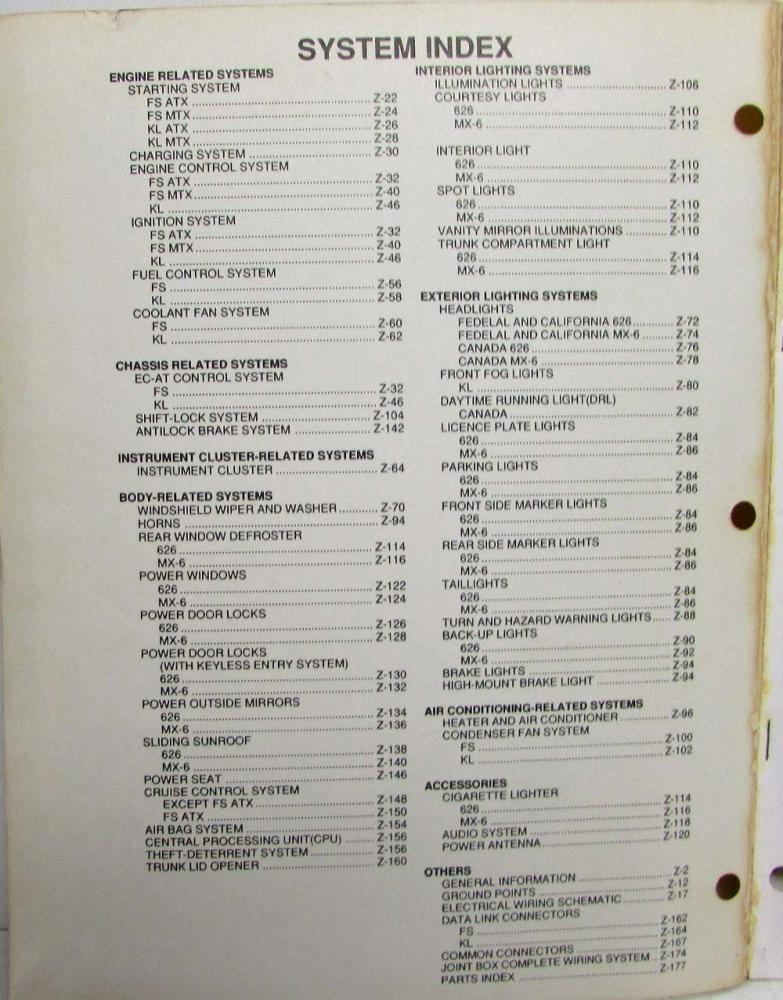 SYSTEM INDEX
ENGINE RELATED SYSTEMS
STARTING SYSTEM
FS ATX ........ Z-22
FS MTX ........ Z-24
KL ATX ........ Z-26
KL MTX ........ Z-28
CHARGING SYSTEM ........ Z-30
ENGINE CONTROL SYSTEM
FS ATX ........ Z-32
FS MTX ........ Z-40
KL ........ Z-46
IGNITION SYSTEM
FS ATX ........ Z-32
FS MTX ........ Z-40
KL ........ Z-46
FUEL CONTROL SYSTEM
FS ........ Z-56
KL ........ Z-58
COOLANT FAN SYSTEM
FS ........ Z-60
KL ........ Z-62
CHASSIS RELATED SYSTEMS
EC-AT CONTROL SYSTEM
FS ........ Z-32
KL ........ Z-46
SHIFT-LOCK SYSTEM ........ Z-104
ANTILOCK BRAKE SYSTEM ........ Z-142
INSTRUMENT CLUSTER-RELATED SYSTEMS
INSTRUMENT CLUSTER ........ Z-64
BODY-RELATED SYSTEMS
WINDSHIELD WIPER AND WASHER ........ Z-70
HORNS ........ Z-94
REAR WINDOW DEFROSTER
626 ........ Z-114
MX-6 ........ Z-116
POWER WINDOWS
626 ........ Z-122
MX-6 ........ Z-124
POWER DOOR LOCKS
626 ........ Z-126
MX-6 ........ Z-128
POWER DOOR LOCKS
(WITH KEYLESS ENTRY SYSTEM)
626 ........ Z-130
MX-6 ........ Z-132
POWER OUTSIDE MIRRORS
626 ........ Z-134
MX-6 ........ Z-136
SLIDING SUNROOF
626 ........ Z-138
MX-6 ........ Z-140
POWER SEAT ........ Z-146
CRUISE CONTROL SYSTEM
EXCEPT FS ATX ........ Z-148
FS ATX ........ Z-150
AIR BAG SYSTEM ........ Z-154
CENTRAL PROCESSING UNIT(CPU) ........ Z-156
THEFT-DETERRENT SYSTEM ........ Z-156
TRUNK LID OPENER ........ Z-160
INTERIOR LIGHTING SYSTEMS
ILLUMINATION LIGHTS ........ Z-106
COURTESY LIGHTS
626 ........ Z-110
MX-6 ........ Z-112
INTERIOR LIGHT
626 ........ Z-110
MX-6 ........ Z-112
SPOT LIGHTS
626 ........ Z-110
MX-6 ........ Z-112
VANITY MIRROR ILLUMINATIONS ........ Z-110
TRUNK COMPARTMENT LIGHT
626 ........ Z-114
MX-6 ........ Z-116
EXTERIOR LIGHTING SYSTEMS
HEADLIGHTS
FEDELAL AND CALIFORNIA 626 ........ Z-72
FEDELAL AND CALIFORNIA MX-6 ........ Z-74
CANADA 626 ........ Z-76
CANADA MX-6 ........ Z-78
FRONT FOG LIGHTS
KL ........ Z-80
DAYTIME RUNNING LIGHT(DRL)
CANADA ........ Z-82
LICENCE PLATE LIGHTS
626 ........ Z-84
MX-6 ........ Z-86
PARKING LIGHTS
626 ........ Z-84
MX-6 ........ Z-86
FRONT SIDE MARKER LIGHTS
626 ........ Z-84
MX-6 ........ Z-86
REAR SIDE MARKER LIGHTS
626 ........ Z-84
MX-6 ........ Z-86
TAILLIGHTS
626 ........ Z-84
MX-6 ........ Z-86
TURN AND HAZARD WARNING LIGHTS ........ Z-88
BACK-UP LIGHTS
626 ........ Z-90
MX-6 ........ Z-92
BRAKE LIGHTS ........ Z-94
HIGH-MOUNT BRAKE LIGHT ........ Z-94
AIR CONDITIONING-RELATED SYSTEMS
HEATER AND AIR CONDITIONER ........ Z-96
CONDENSER FAN SYSTEM
FS ........ Z-100
KL ........ Z-102
ACCESSORIES
CIGARETTE LIGHTER
626 ........ Z-114
MX-6 ........ Z-116
AUDIO SYSTEM ........ Z-118
POWER ANTENNA ........ Z-120
OTHERS
GENERAL INFORMATION ........ Z-2
GROUND POINTS ........ Z-12
ELECTRICAL WIRING SCHEMATIC ........ Z-17
DATA LINK CONNECTORS
FS ........ Z-162
KL ........ Z-164
COMMON CONNECTORS ........ Z-167
JOINT BOX COMPLETE WIRING SYSTEM ........ Z-174
PARTS INDEX ........ Z-177